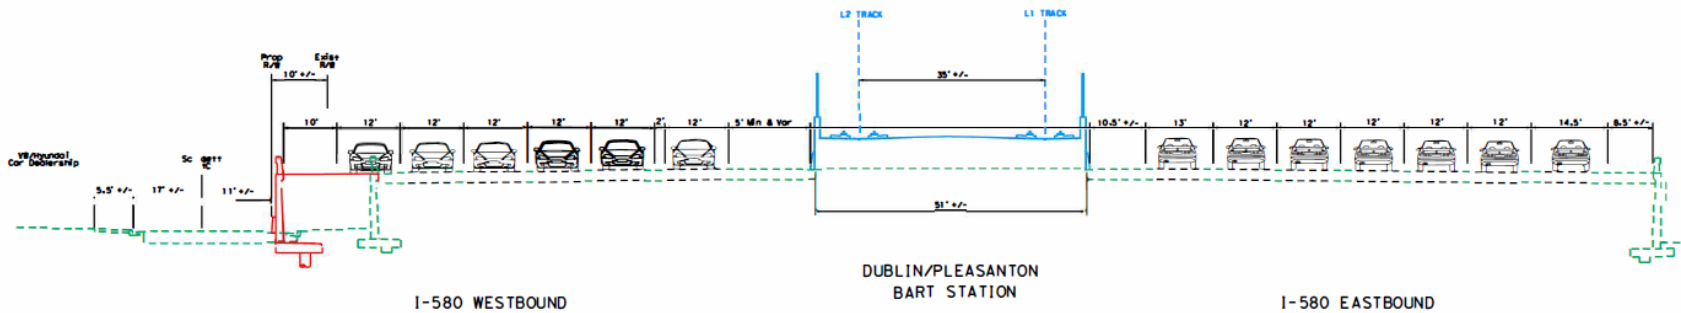 L2 TRACK
L1 TRACK
Prop
R/W
Exist
R/W
10' +/-
35' +/-
10'
12'
12'
12'
12'
12'
2'
12'
5' Min & Var
10.5' +/-
13'
12'
12'
12'
12'
12'
14.5'
8.5' +/-
VW/Hyundai
Car Dealership
5.5' +/-
17' +/-
11' +/-
51' +/-
DUBLIN/PLEASANTON
BART STATION
I-580 WESTBOUND
I-580 EASTBOUND